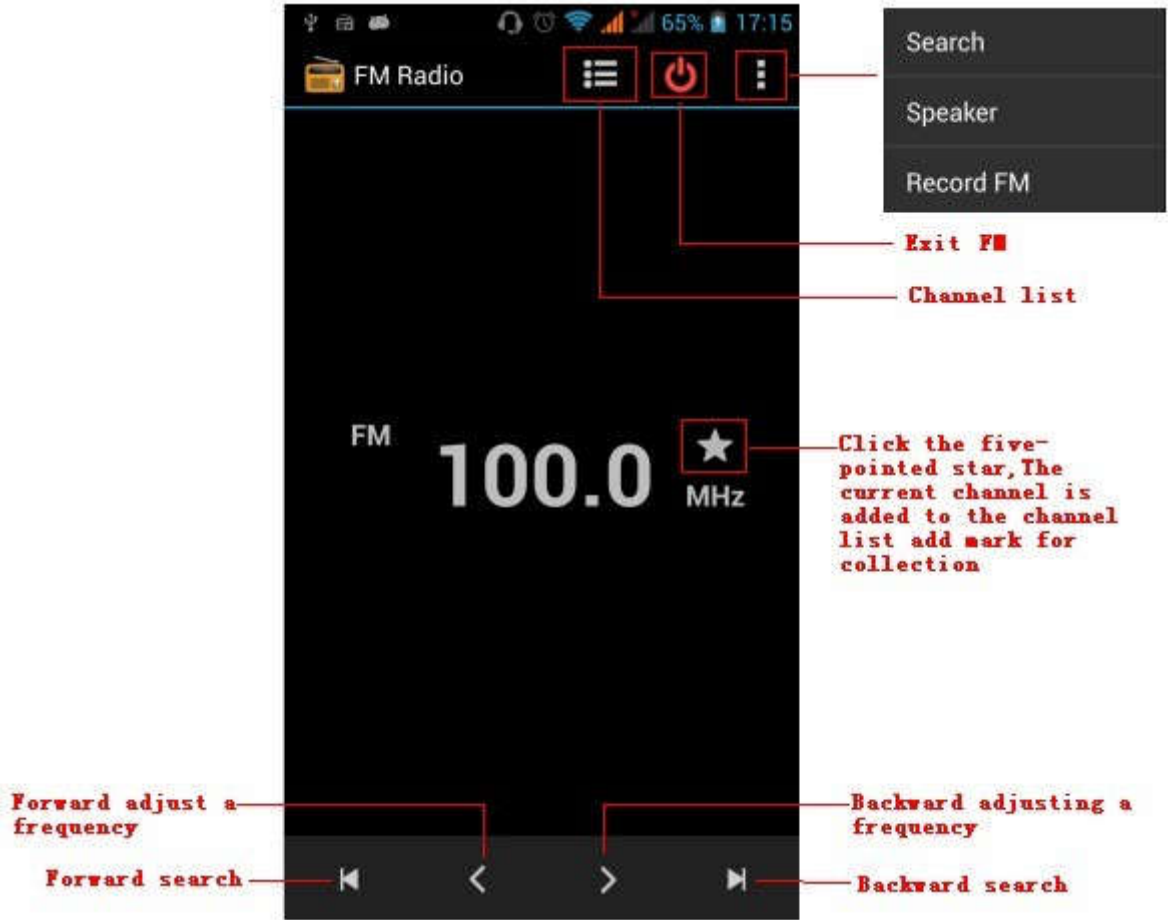 65% 17:15
FM Radio
Search
Speaker
Record FM
Exit FM
Channel list
FM
100.0
MHz
Click the five-
pointed star,The
current channel is
added to the channel
list add mark for
collection
Forward adjust a
frequency
Backward adjusting a
frequency
Forward search
Backward search